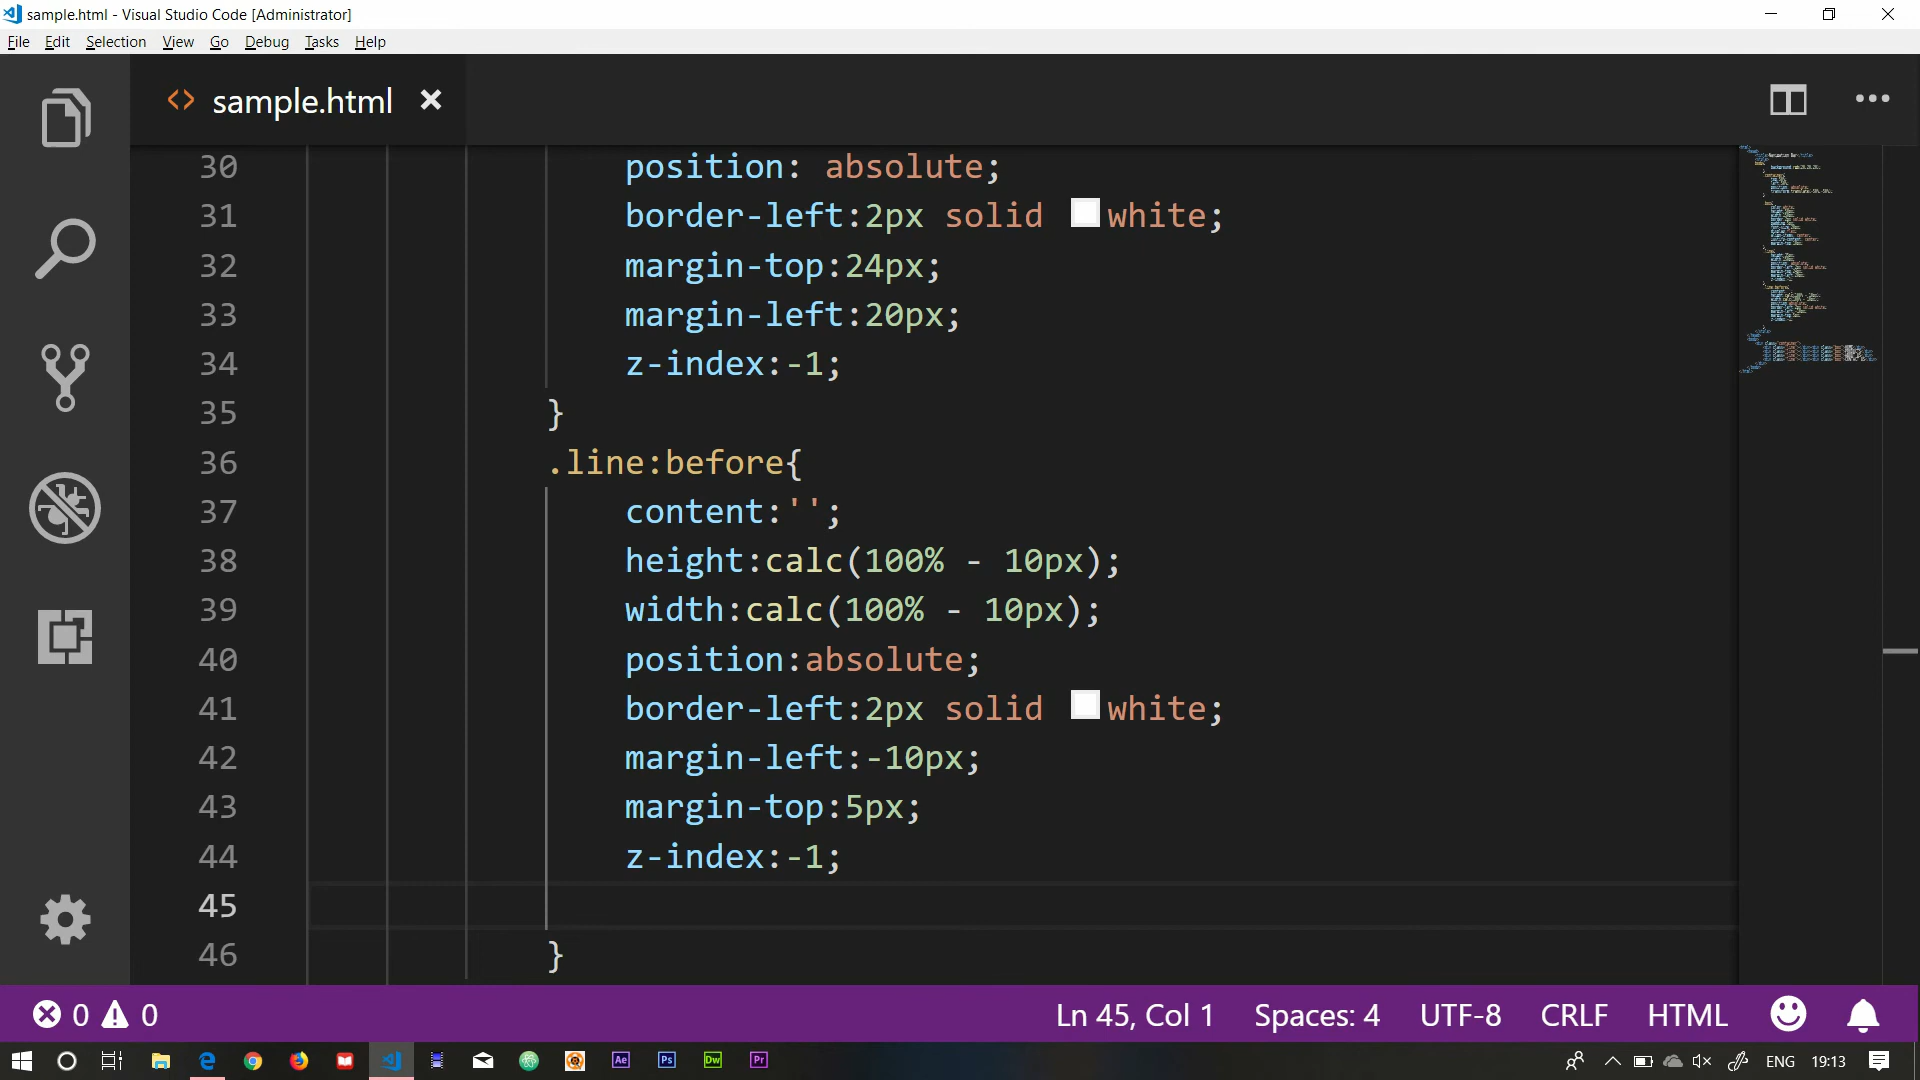 sample.html - Visual Studio Code [Administrator]
File Edit Selection View Go Debug Tasks Help
sample.html
30 position: absolute;
31 border-left:2px solid white;
32 margin-top:24px;
33 margin-left:20px;
34 z-index:-1;
35 }
36 .line:before{
37 content:'';
38 height:calc(100% - 10px);
39 width:calc(100% - 10px);
40 position:absolute;
41 border-left:2px solid white;
42 margin-left:-10px;
43 margin-top:5px;
44 z-index:-1;
45
46 }
0 0 Ln 45, Col 1 Spaces: 4 UTF-8 CRLF HTML
Ae Ps Dw Pr ENG 19:13